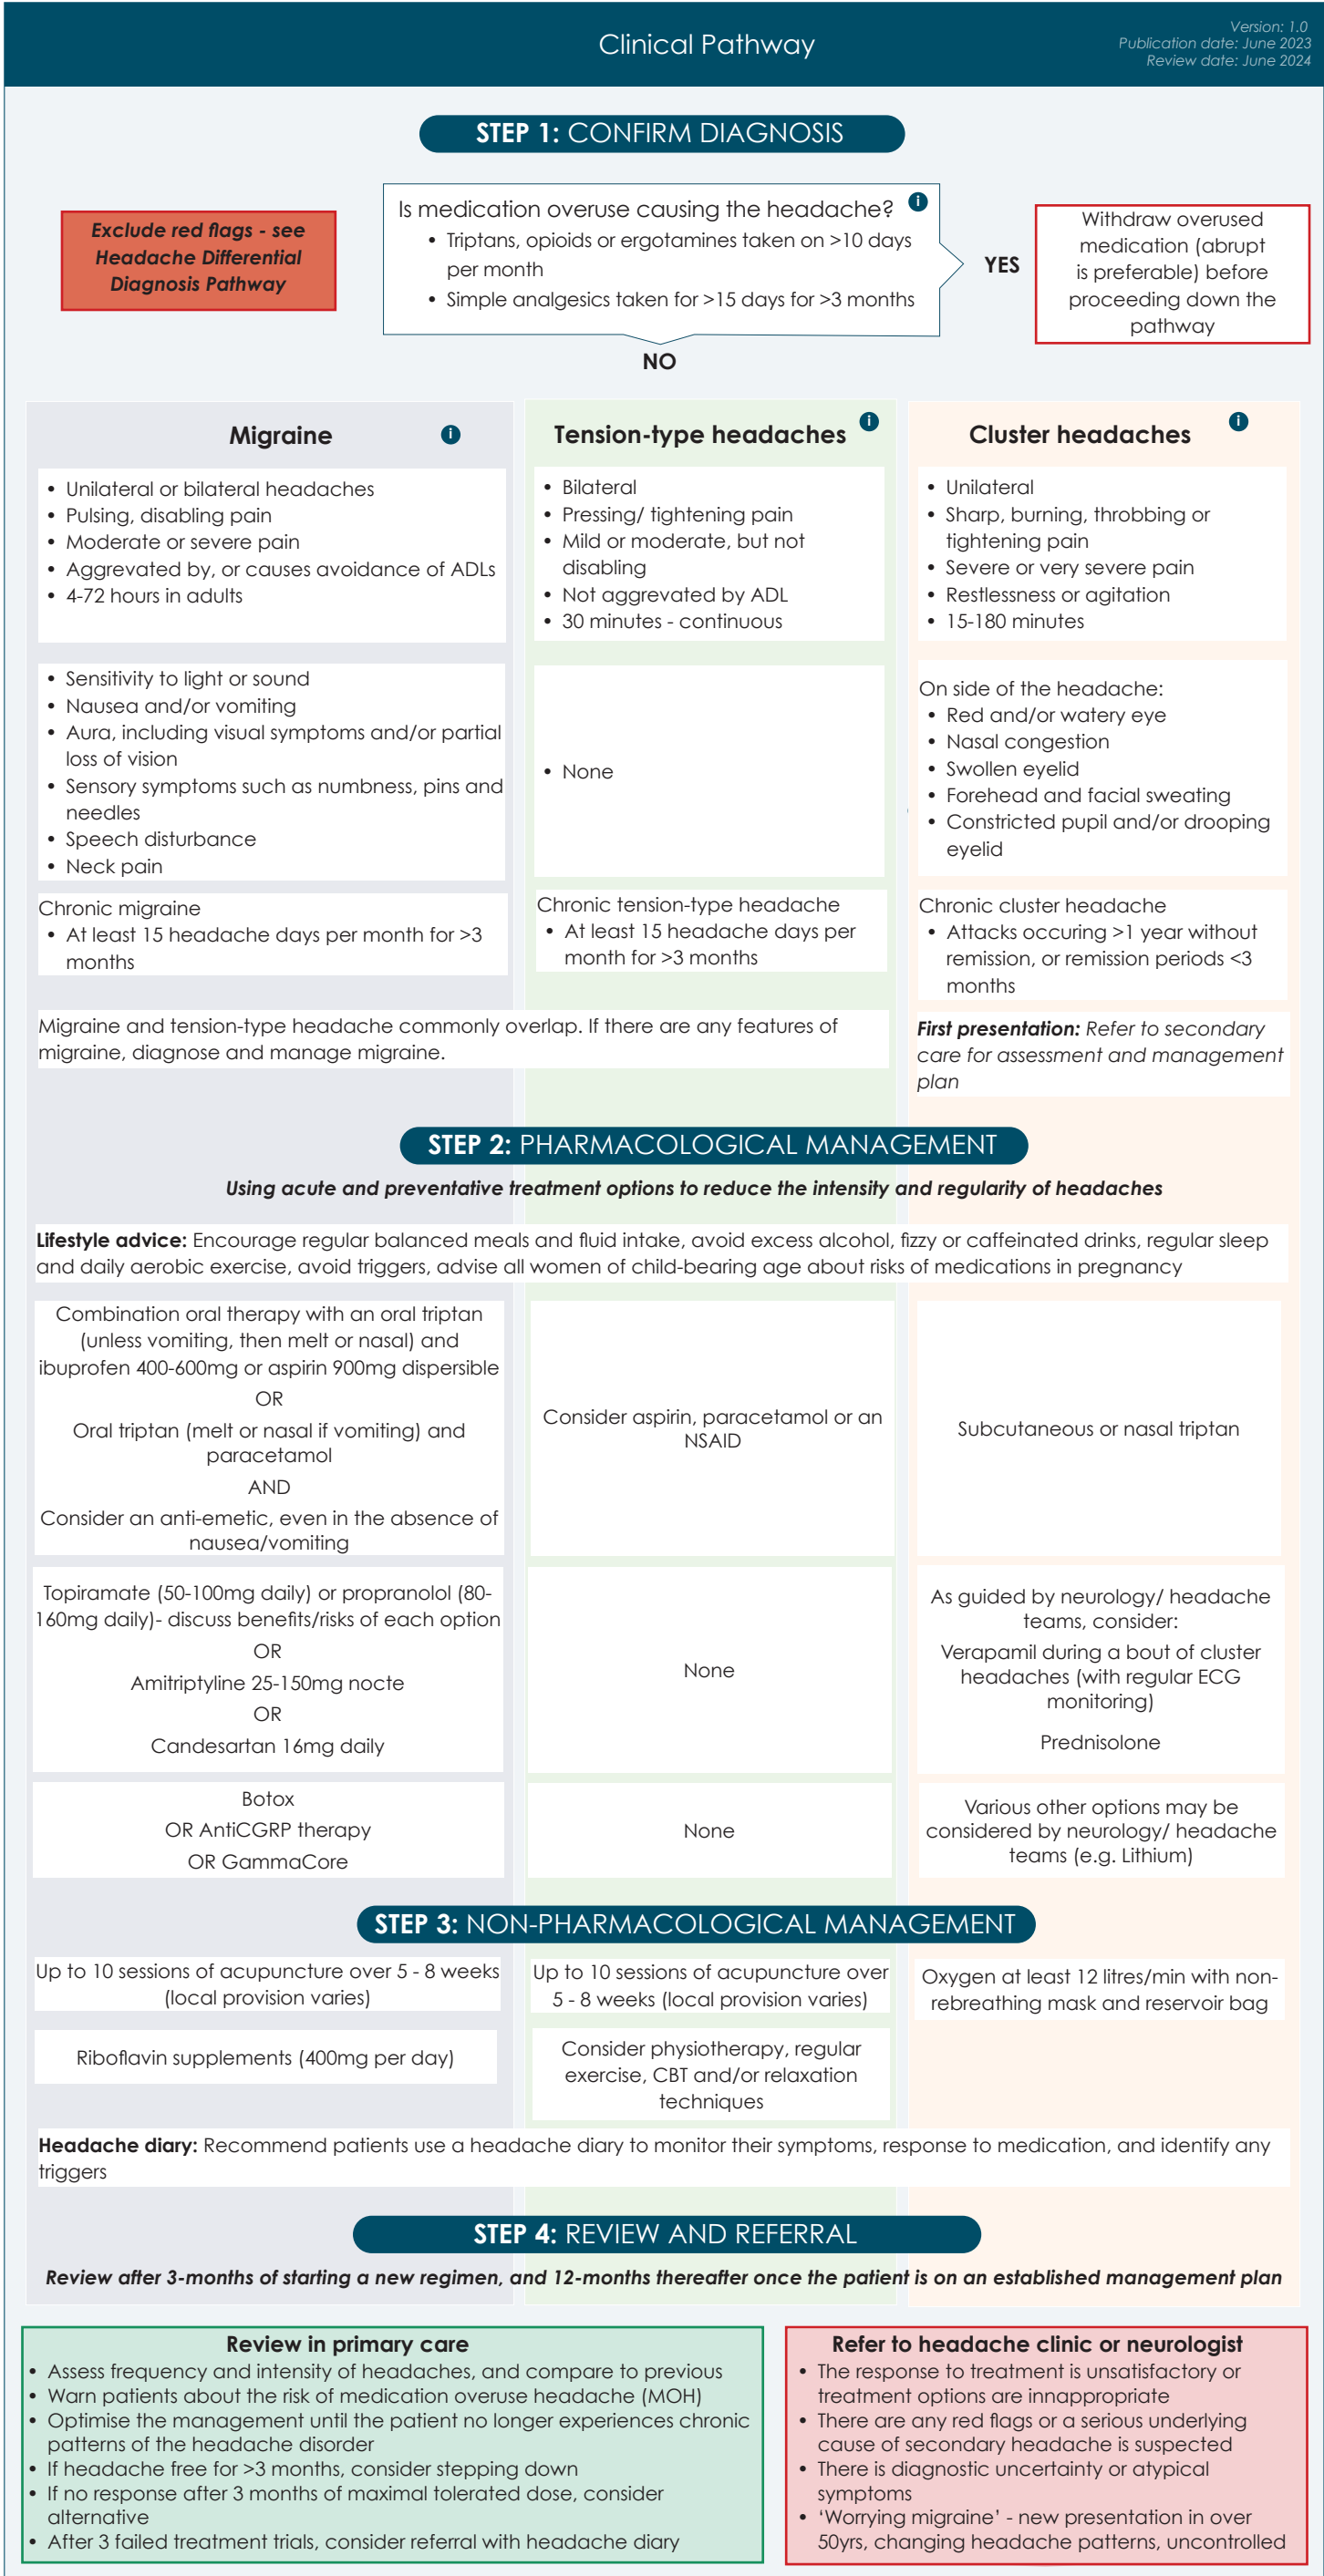 Clinical Pathway
Version: 1.0
Publication date: June 2023
Review date: June 2024
STEP 1: CONFIRM DIAGNOSIS
Exclude red flags - see
Headache Differential
Diagnosis Pathway
Is medication overuse causing the headache? i
• Triptans, opioids or ergotamines taken on >10 days
per month
• Simple analgesics taken for >15 days for >3 months
YES
Withdraw overused
medication (abrupt
is preferable) before
proceeding down the
pathway
NO
Migraine i
• Unilateral or bilateral headaches
• Pulsing, disabling pain
• Moderate or severe pain
• Aggrevated by, or causes avoidance of ADLs
• 4-72 hours in adults
Tension-type headaches i
• Bilateral
• Pressing/ tightening pain
• Mild or moderate, but not
disabling
• Not aggrevated by ADL
• 30 minutes - continuous
Cluster headaches i
• Unilateral
• Sharp, burning, throbbing or
tightening pain
• Severe or very severe pain
• Restlessness or agitation
• 15-180 minutes
• Sensitivity to light or sound
• Nausea and/or vomiting
• Aura, including visual symptoms and/or partial
loss of vision
• Sensory symptoms such as numbness, pins and
needles
• Speech disturbance
• Neck pain
• None
On side of the headache:
• Red and/or watery eye
• Nasal congestion
• Swollen eyelid
• Forehead and facial sweating
• Constricted pupil and/or drooping
eyelid
Chronic migraine
• At least 15 headache days per month for >3
months
Chronic tension-type headache
• At least 15 headache days per
month for >3 months
Chronic cluster headache
• Attacks occuring >1 year without
remission, or remission periods <3
months
Migraine and tension-type headache commonly overlap. If there are any features of
migraine, diagnose and manage migraine.
First presentation: Refer to secondary
care for assessment and management
plan
STEP 2: PHARMACOLOGICAL MANAGEMENT
Using acute and preventative treatment options to reduce the intensity and regularity of headaches
Lifestyle advice: Encourage regular balanced meals and fluid intake, avoid excess alcohol, fizzy or caffeinated drinks, regular sleep
and daily aerobic exercise, avoid triggers, advise all women of child-bearing age about risks of medications in pregnancy
Combination oral therapy with an oral triptan
(unless vomiting, then melt or nasal) and
ibuprofen 400-600mg or aspirin 900mg dispersible
OR
Oral triptan (melt or nasal if vomiting) and
paracetamol
AND
Consider an anti-emetic, even in the absence of
nausea/vomiting
Consider aspirin, paracetamol or an
NSAID
Subcutaneous or nasal triptan
Topiramate (50-100mg daily) or propranolol (80-
160mg daily)- discuss benefits/risks of each option
OR
Amitriptyline 25-150mg nocte
OR
Candesartan 16mg daily
None
As guided by neurology/ headache
teams, consider:
Verapamil during a bout of cluster
headaches (with regular ECG
monitoring)
Prednisolone
Botox
OR AntiCGRP therapy
OR GammaCore
None
Various other options may be
considered by neurology/ headache
teams (e.g. Lithium)
STEP 3: NON-PHARMACOLOGICAL MANAGEMENT
Up to 10 sessions of acupuncture over 5 - 8 weeks
(local provision varies)
Up to 10 sessions of acupuncture over
5 - 8 weeks (local provision varies)
Oxygen at least 12 litres/min with non-
rebreathing mask and reservoir bag
Riboflavin supplements (400mg per day)
Consider physiotherapy, regular
exercise, CBT and/or relaxation
techniques
Headache diary: Recommend patients use a headache diary to monitor their symptoms, response to medication, and identify any
triggers
STEP 4: REVIEW AND REFERRAL
Review after 3-months of starting a new regimen, and 12-months thereafter once the patient is on an established management plan
Review in primary care
• Assess frequency and intensity of headaches, and compare to previous
• Warn patients about the risk of medication overuse headache (MOH)
• Optimise the management until the patient no longer experiences chronic
patterns of the headache disorder
• If headache free for >3 months, consider stepping down
• If no response after 3 months of maximal tolerated dose, consider
alternative
• After 3 failed treatment trials, consider referral with headache diary
Refer to headache clinic or neurologist
• The response to treatment is unsatisfactory or
treatment options are innappropriate
• There are any red flags or a serious underlying
cause of secondary headache is suspected
• There is diagnostic uncertainty or atypical
symptoms
• ‘Worrying migraine’ - new presentation in over
50yrs, changing headache patterns, uncontrolled